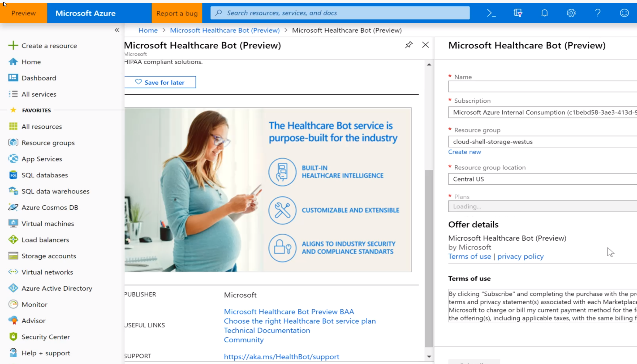 Preview
Microsoft Azure
Report a bug
Search resources, services, and docs
Home > Microsoft Healthcare Bot (Preview) > Microsoft Healthcare Bot (Preview)
Create a resource
Home
Dashboard
All services
FAVORITES
All resources
Resource groups
App Services
SQL databases
SQL data warehouses
Azure Cosmos DB
Virtual machines
Load balancers
Storage accounts
Virtual networks
Azure Active Directory
Monitor
Advisor
Security Center
Help + support
Microsoft Healthcare Bot (Preview)
Microsoft
HIPAA compliant solutions.
Save for later
The Healthcare Bot service is
purpose-built for the industry
BUILT-IN
HEALTHCARE INTELLIGENCE
CUSTOMIZABLE AND EXTENSIBLE
ALIGNS TO INDUSTRY SECURITY
AND COMPLIANCE STANDARDS
PUBLISHER Microsoft
USEFUL LINKS
Microsoft Healthcare Bot Preview BAA
Choose the right Healthcare Bot service plan
Technical Documentation
Community
SUPPORT https://aka.ms/HealthBot/support
Microsoft Healthcare Bot (Preview)
* Name
* Subscription
Microsoft Azure Internal Consumption (c1bebd58-3ae3-413d-9
* Resource group
cloud-shell-storage-westus
Create new
* Resource group location
Central US
* Plans
Loading...
Offer details
Microsoft Healthcare Bot (Preview)
by Microsoft
Terms of use | privacy policy
Terms of use
By clicking "Subscribe" and completing the purchase with the pr
terms and privacy statement(s) associated with each Marketplace
Microsoft to charge or bill my current payment method for the f
the offering(s), including applicable taxes, with the same billing f